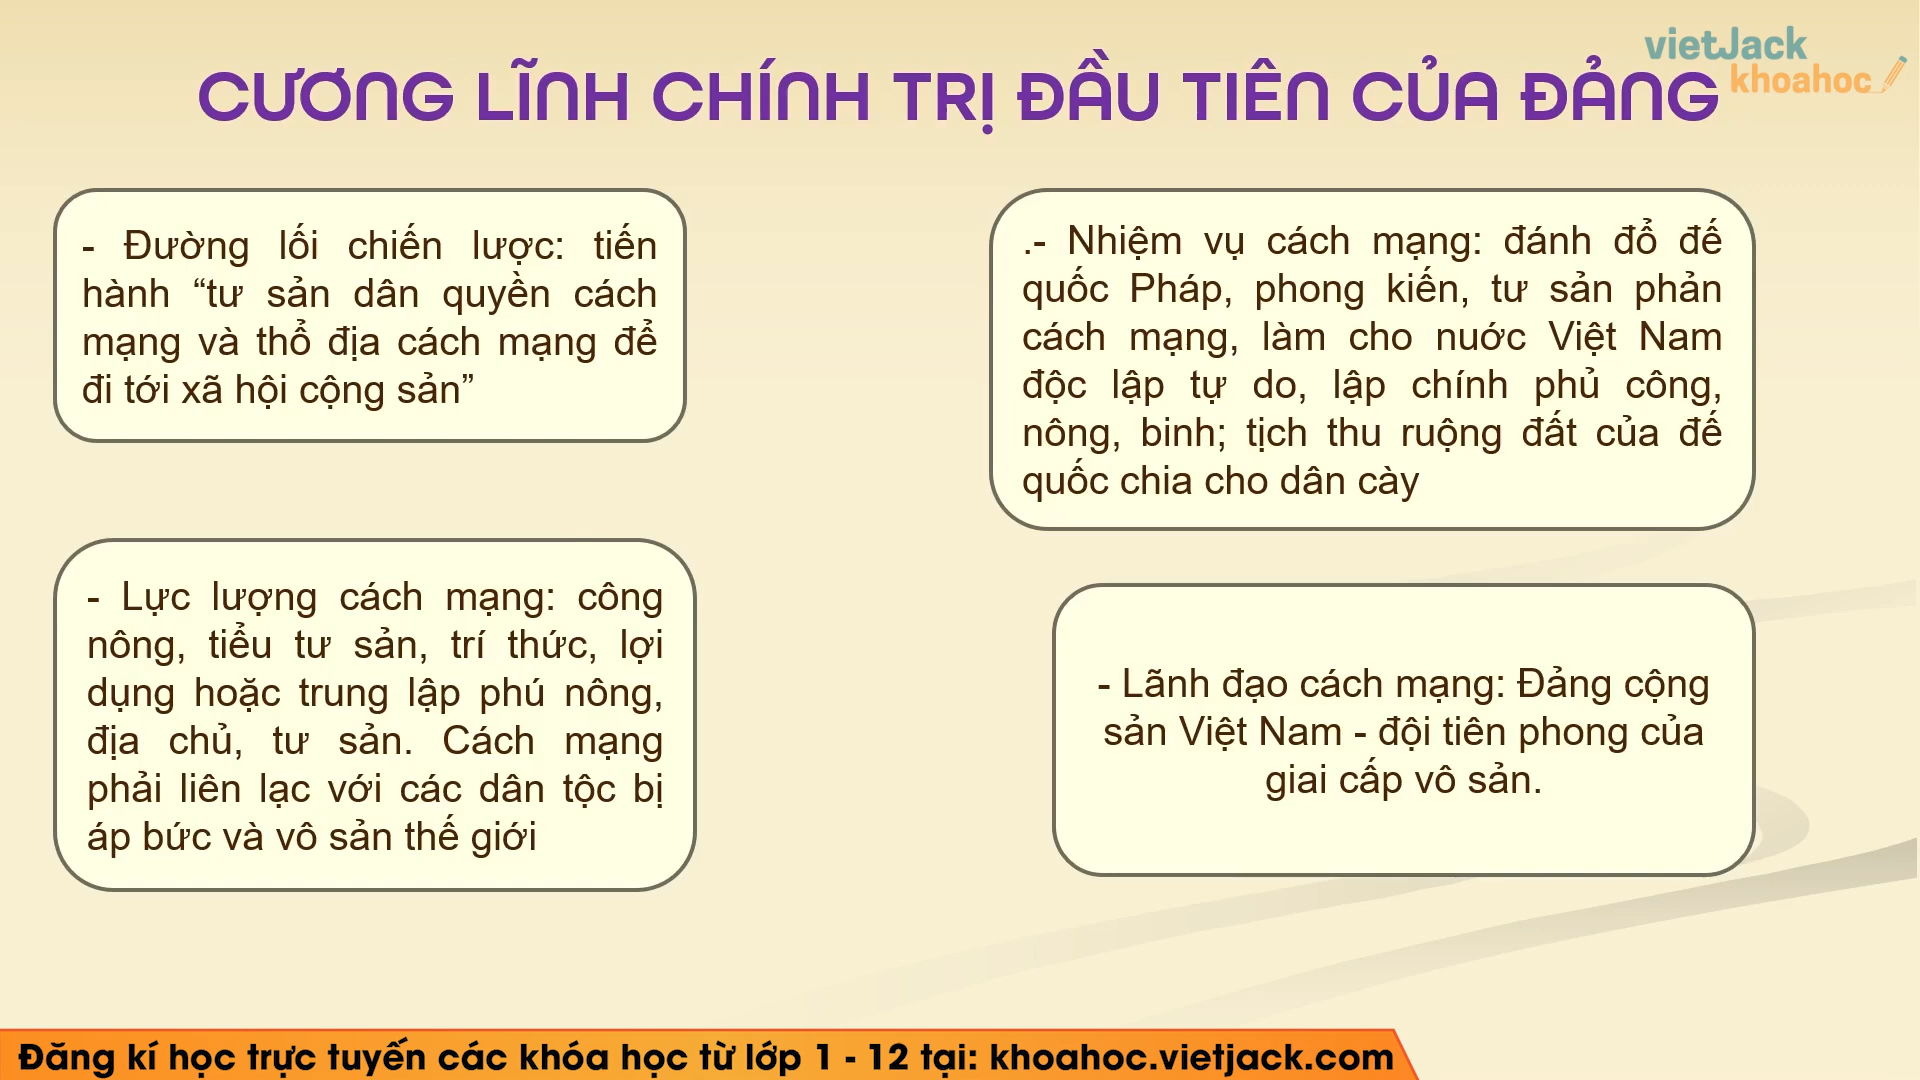 vietJack
khoahoc
CƯƠNG LĨNH CHÍNH TRỊ ĐẦU TIÊN CỦA ĐẢNG
- Đường lối chiến lược: tiến
hành “tư sản dân quyền cách
mạng và thổ địa cách mạng để
đi tới xã hội cộng sản”
.- Nhiệm vụ cách mạng:- đánh đổ đế
quốc Pháp, phong kiến, tư sản phản
cách mạng, làm cho nuớc Việt Nam
độc lập tự do, lập chính phủ công,
nông, binh; tịch thu ruộng đất của đế
quốc chia cho dân cày
- Lực lượng cách mạng: công
nông, tiểu tư sản, trí thức, lợi
dụng hoặc trung lập phú nông,
địa chủ, tư sản. Cách mạng
phải liên lạc với các dân tộc bị
áp bức và vô sản thế giới
- Lãnh đạo cách mạng: Đảng cộng
sản Việt Nam - đội tiên phong của
giai cấp vô sản.
Đăng kí học trực tuyến các khóa học từ lớp 1 - 12 tại: khoahoc.vietjack.com